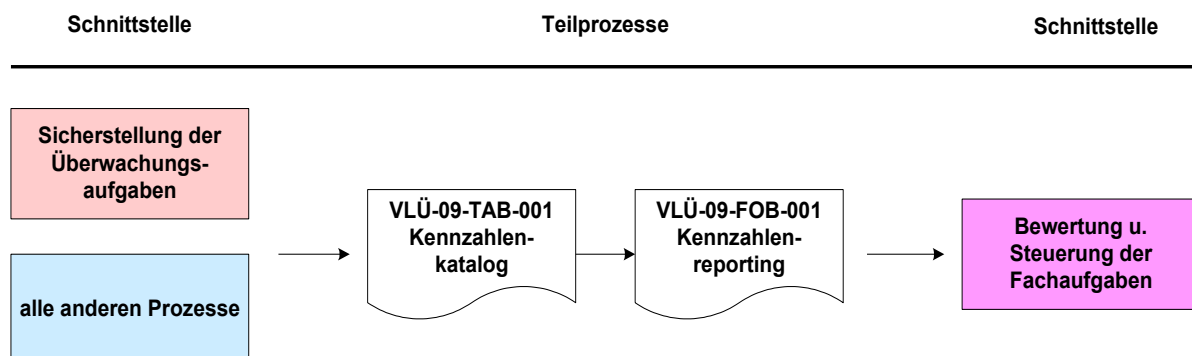 Schnittstelle
Teilprozesse
Schnittstelle
Sicherstellung der
Überwachungs-
aufgaben
alle anderen Prozesse
VLÜ-09-TAB-001
Kennzahlen-
katalog
VLÜ-09-FOB-001
Kennzahlen-
reporting
Bewertung u.
Steuerung der
Fachaufgaben